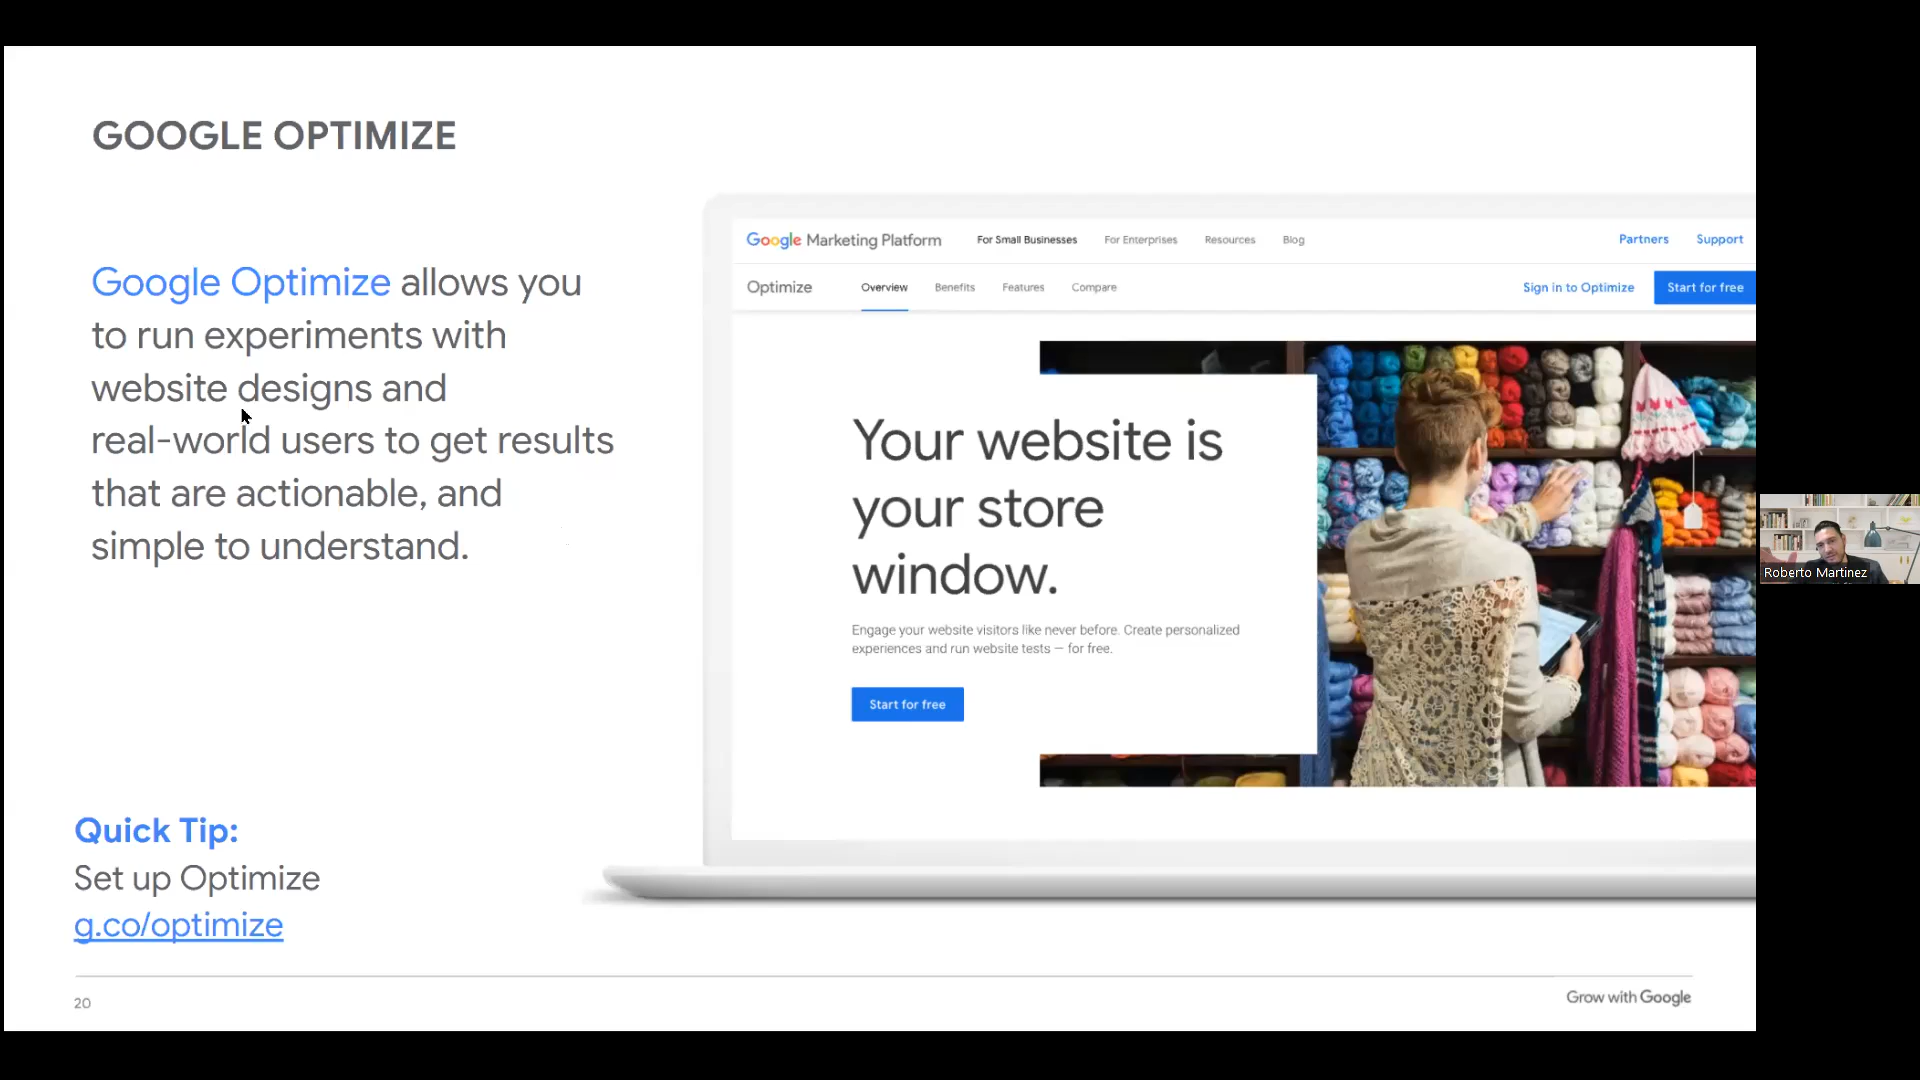 GOOGLE OPTIMIZE
Google Optimize allows you
to run experiments with
website designs and
real-world users to get results
that are actionable, and
simple to understand.
Quick Tip:
Set up Optimize
g.co/optimize
Google Marketing Platform For Small Businesses For Enterprises Resources Blog Partners Support
Optimize Overview Benefits Features Compare Sign in to Optimize Start for free
Your website is
your store
window.
Engage your website visitors like never before. Create personalized
experiences and run website tests — for free.
Start for free
Roberto Martinez
20
Grow with Google